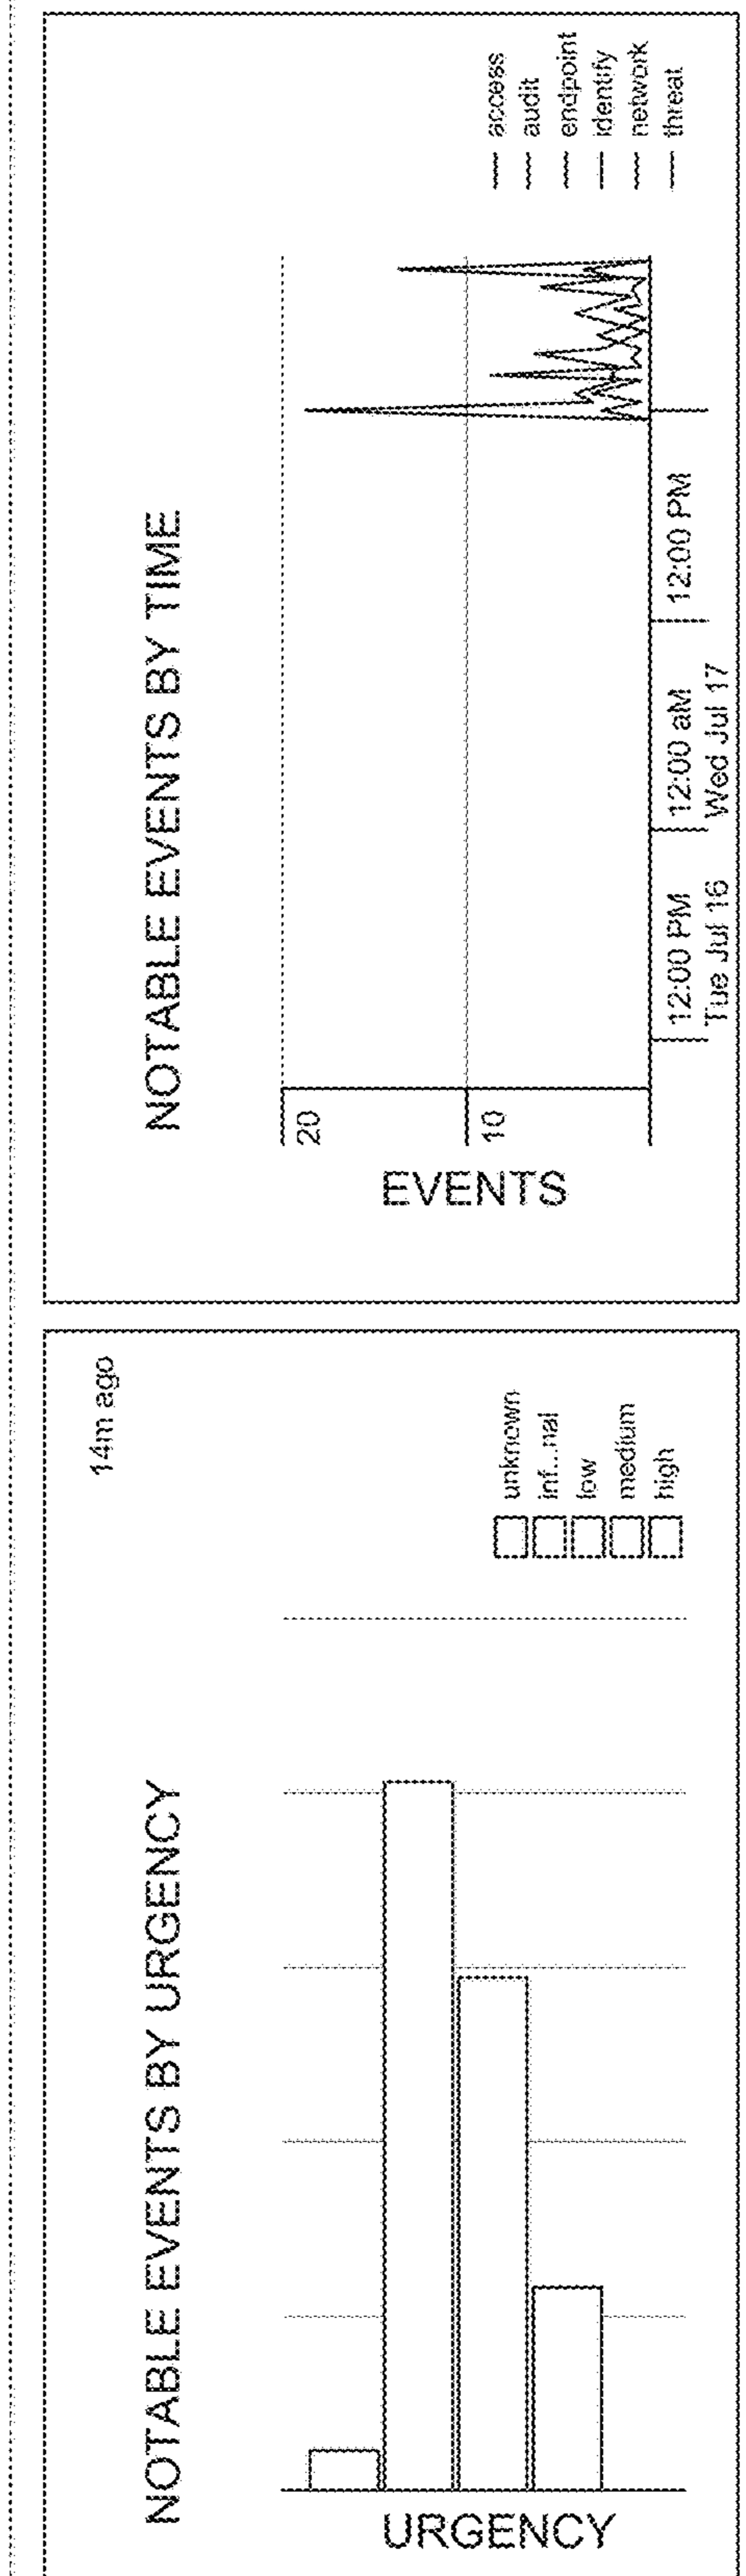 NOTABLE EVENTS BY URGENCY
14m ago
URGENCY
unknown
inf...nal
low
medium
high
NOTABLE EVENTS BY TIME
EVENTS
20
10
access
audit
endpoint
identify
network
threat
12:00 PM
Tue Jul 16
12:00 aM
Wed Jul 17
12:00 PM